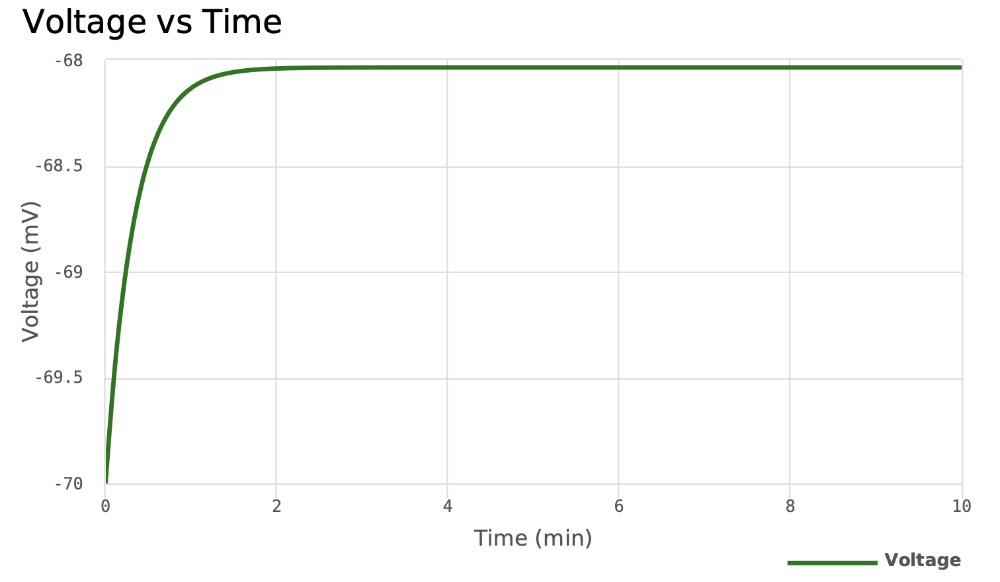 Voltage vs Time
Voltage (mV)
-68
-68.5
-69
-69.5
-70
0 2 4 6 8 10
Time (min)
Voltage